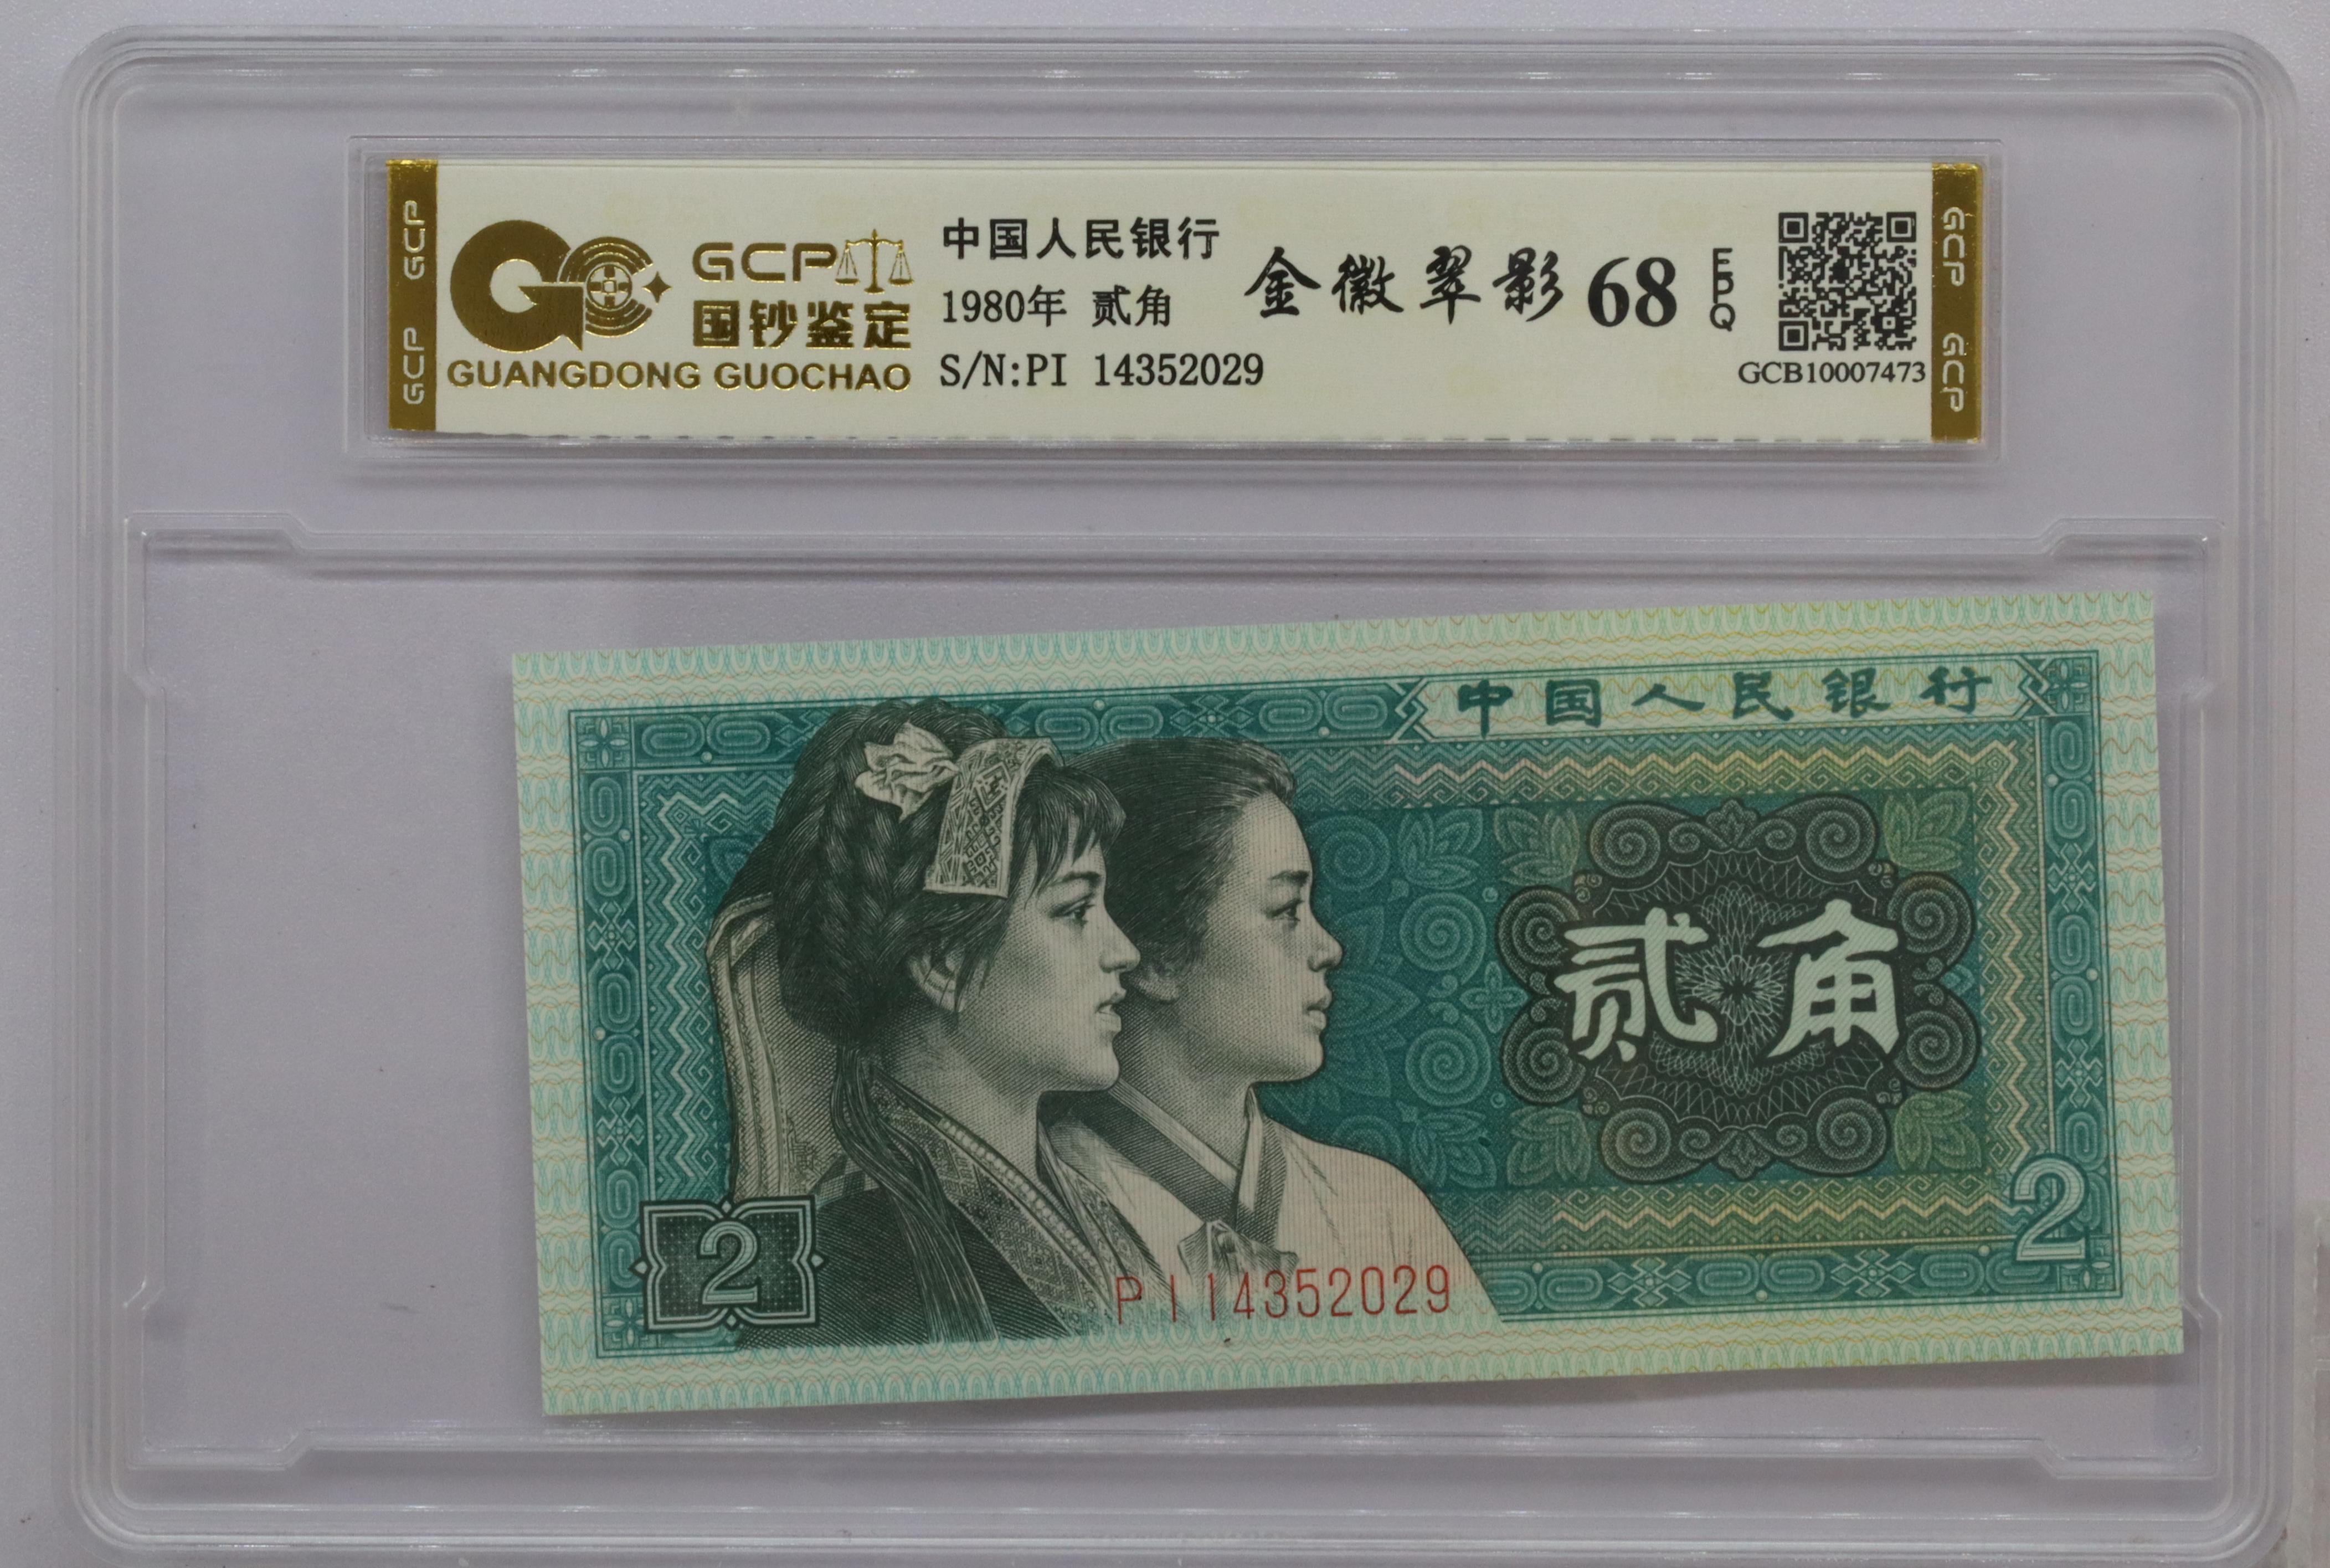 GCP GCP
GCP
国钞鉴定
GUANGDONG GUOCHAO
中国人民银行
1980年 贰角
S/N:PI 14352029
金徽翠影 68
EPQ
GCB10007473
GCP GCP
中国人民银行
贰角
2
2
PI14352029